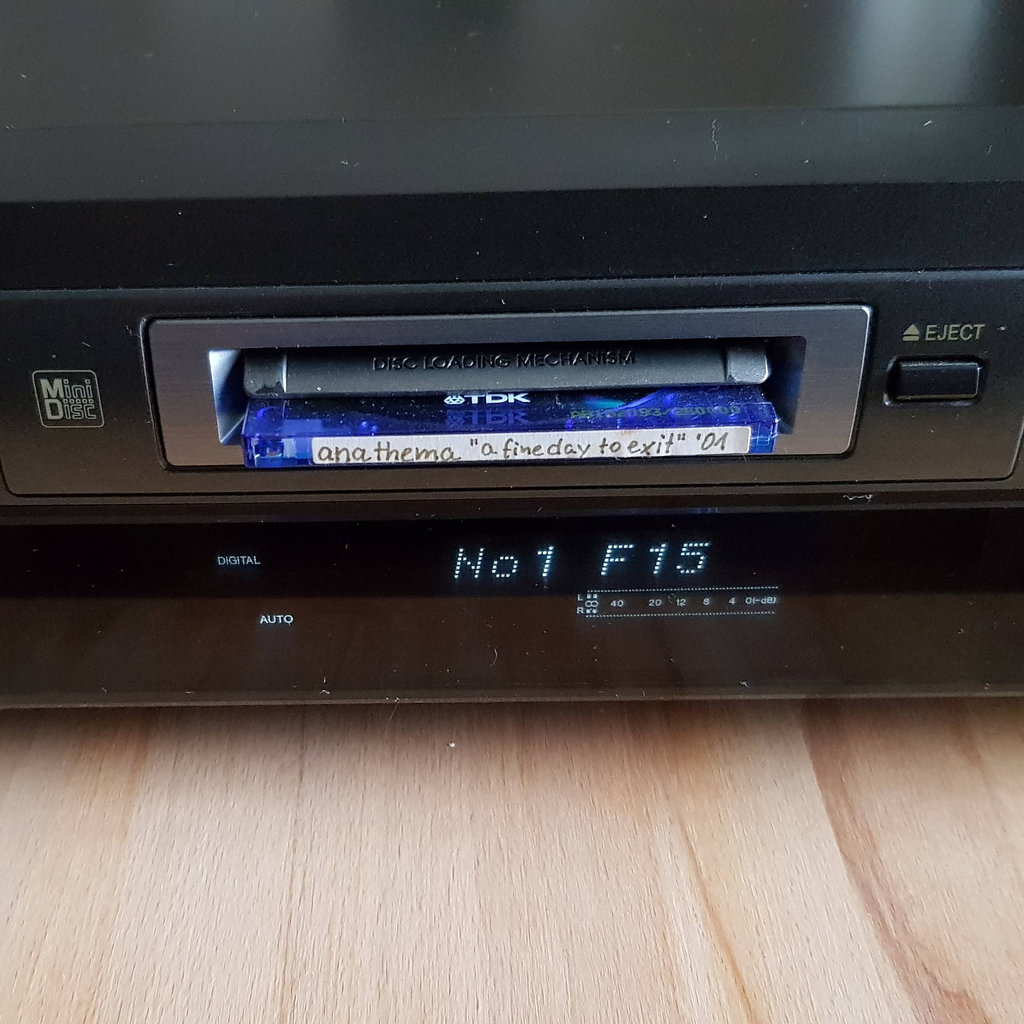 EJECT
Mini
Disc
DISC LOADING MECHANISM
TDK
anathema "a fine day to exit" '01
DIGITAL
No1 F15
L
R
40 20 12 8 4 0(-dB)
AUTO